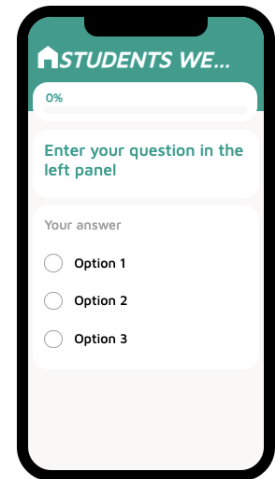 STUDENTS WE...
0%
Enter your question in the
left panel
Your answer
Option 1
Option 2
Option 3